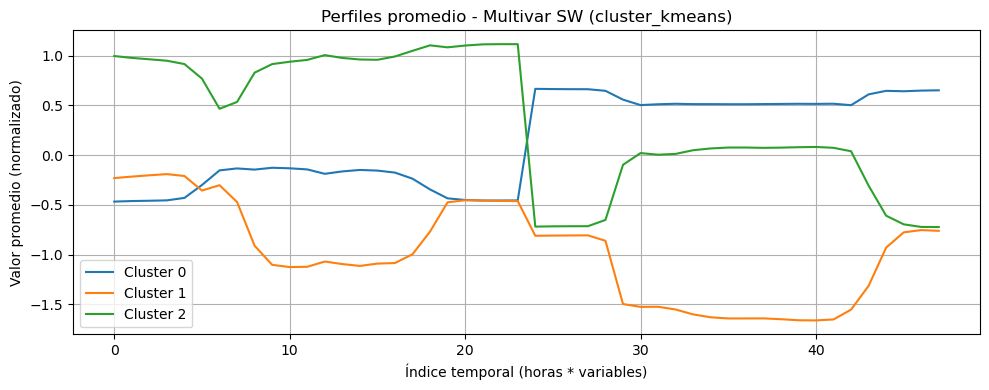 Perfiles promedio - Multivar SW (cluster_kmeans)
Valor promedio (normalizado)
1.0
0.5
0.0
−0.5
−1.0
−1.5
Cluster 0
Cluster 1
Cluster 2
0 10 20 30 40
Índice temporal (horas * variables)